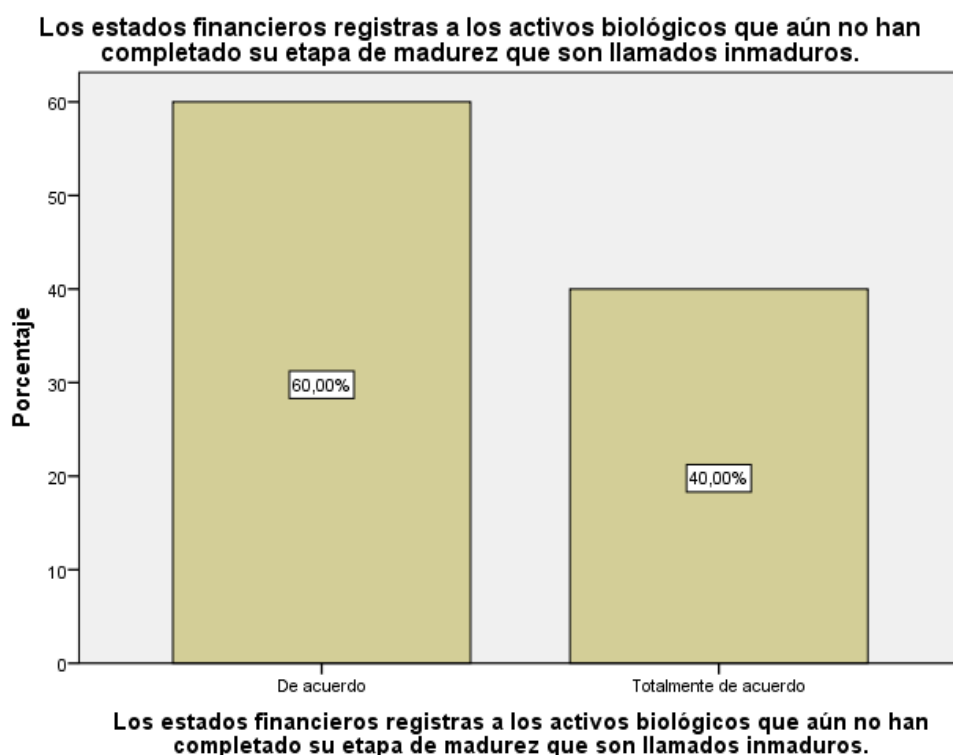 Los estados financieros registras a los activos biológicos que aún no han
completado su etapa de madurez que son llamados inmaduros.
60
50
40
30
20
10
0
Porcentaje
60,00%
40,00%
De acuerdo
Totalmente de acuerdo
Los estados financieros registras a los activos biológicos que aún no han
completado su etapa de madurez que son llamados inmaduros.